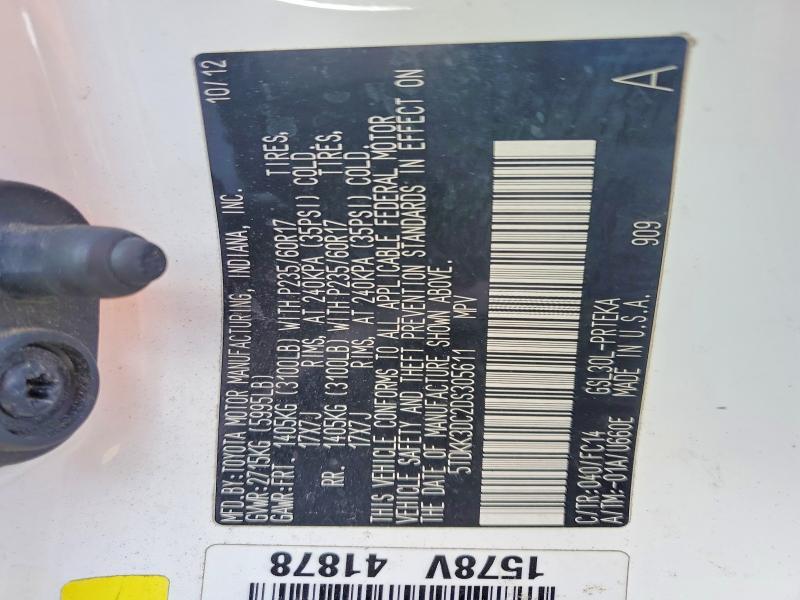 MFD.BY:TOYOTA MOTOR MANUFACTURING, INDIANA, INC. 10/12
GVWR:2715KG (5995LB)
GAWR:FRT. 1405KG (3100LB) WITH P235/60R17 TIRES,
17X7J RIMS, AT 240KPA (35PSI) COLD.
RR. 1405KG (3100LB) WITH P235/60R17 TIRES,
17X7J RIMS, AT 240KPA (35PSI) COLD.
THIS VEHICLE CONFORMS TO ALL APPLICABLE FEDERAL MOTOR
VEHICLE SAFETY AND THEFT PREVENTION STANDARDS IN EFFECT ON
THE DATE OF MANUFACTURE SHOWN ABOVE.
5TDKK3DC2DS305611 MPV
C/TR:040/FC14 GSL30L-PRTEKA
A/TM:-01A/U660E MADE IN U.S.A. 909
A
1578V 41878